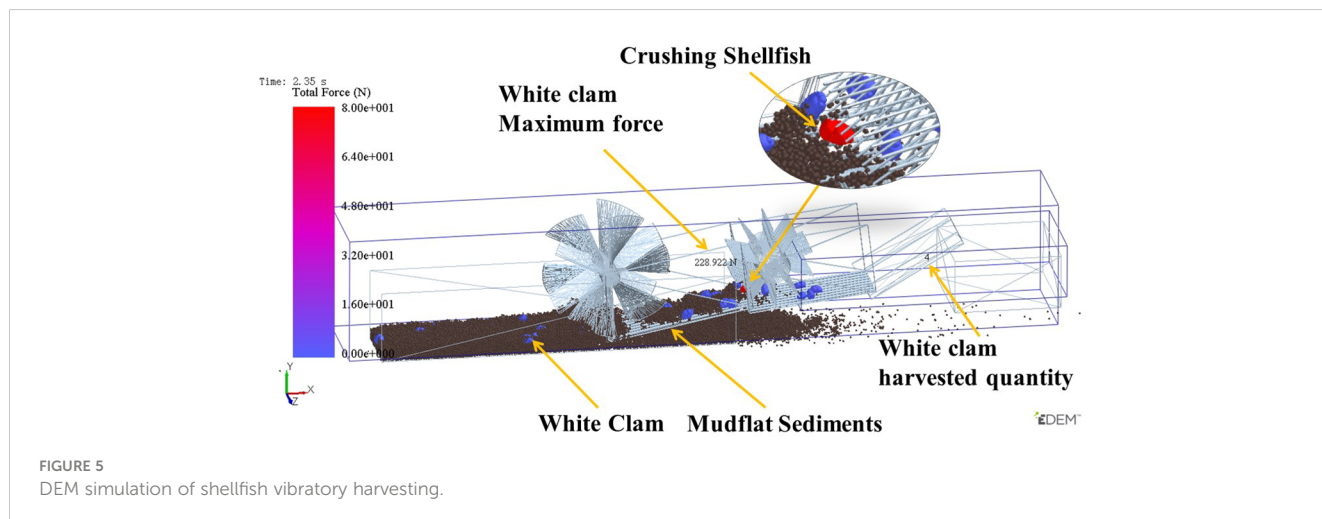 Crushing Shellfish
Time: 2.35 s
Total Force (N)
8.00e+001
6.40e+001
4.80e+001
3.20e+001
1.60e+001
0.00e+000
White clam
Maximum force
228.922 N
4
White clam
harvested quantity
Y
X
Z
White Clam
Mudflat Sediments
EDEM™
FIGURE 5
DEM simulation of shellfish vibratory harvesting.